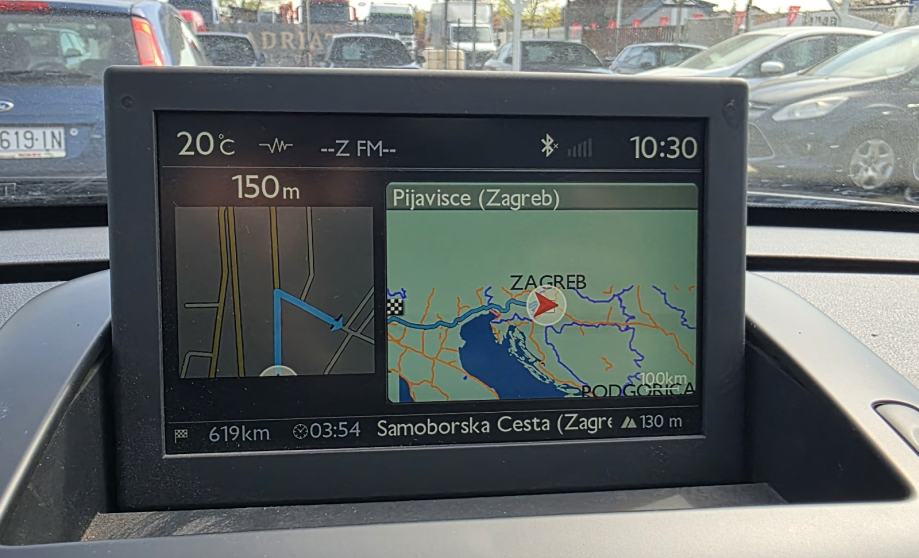 ADRIA
619-IN
20°C --Z FM-- 10:30
150m
Pijavisce (Zagreb)
ZAGREB
100km
PODGORICA
619km 03:54 Samoborska Cesta (Zagre 130 m